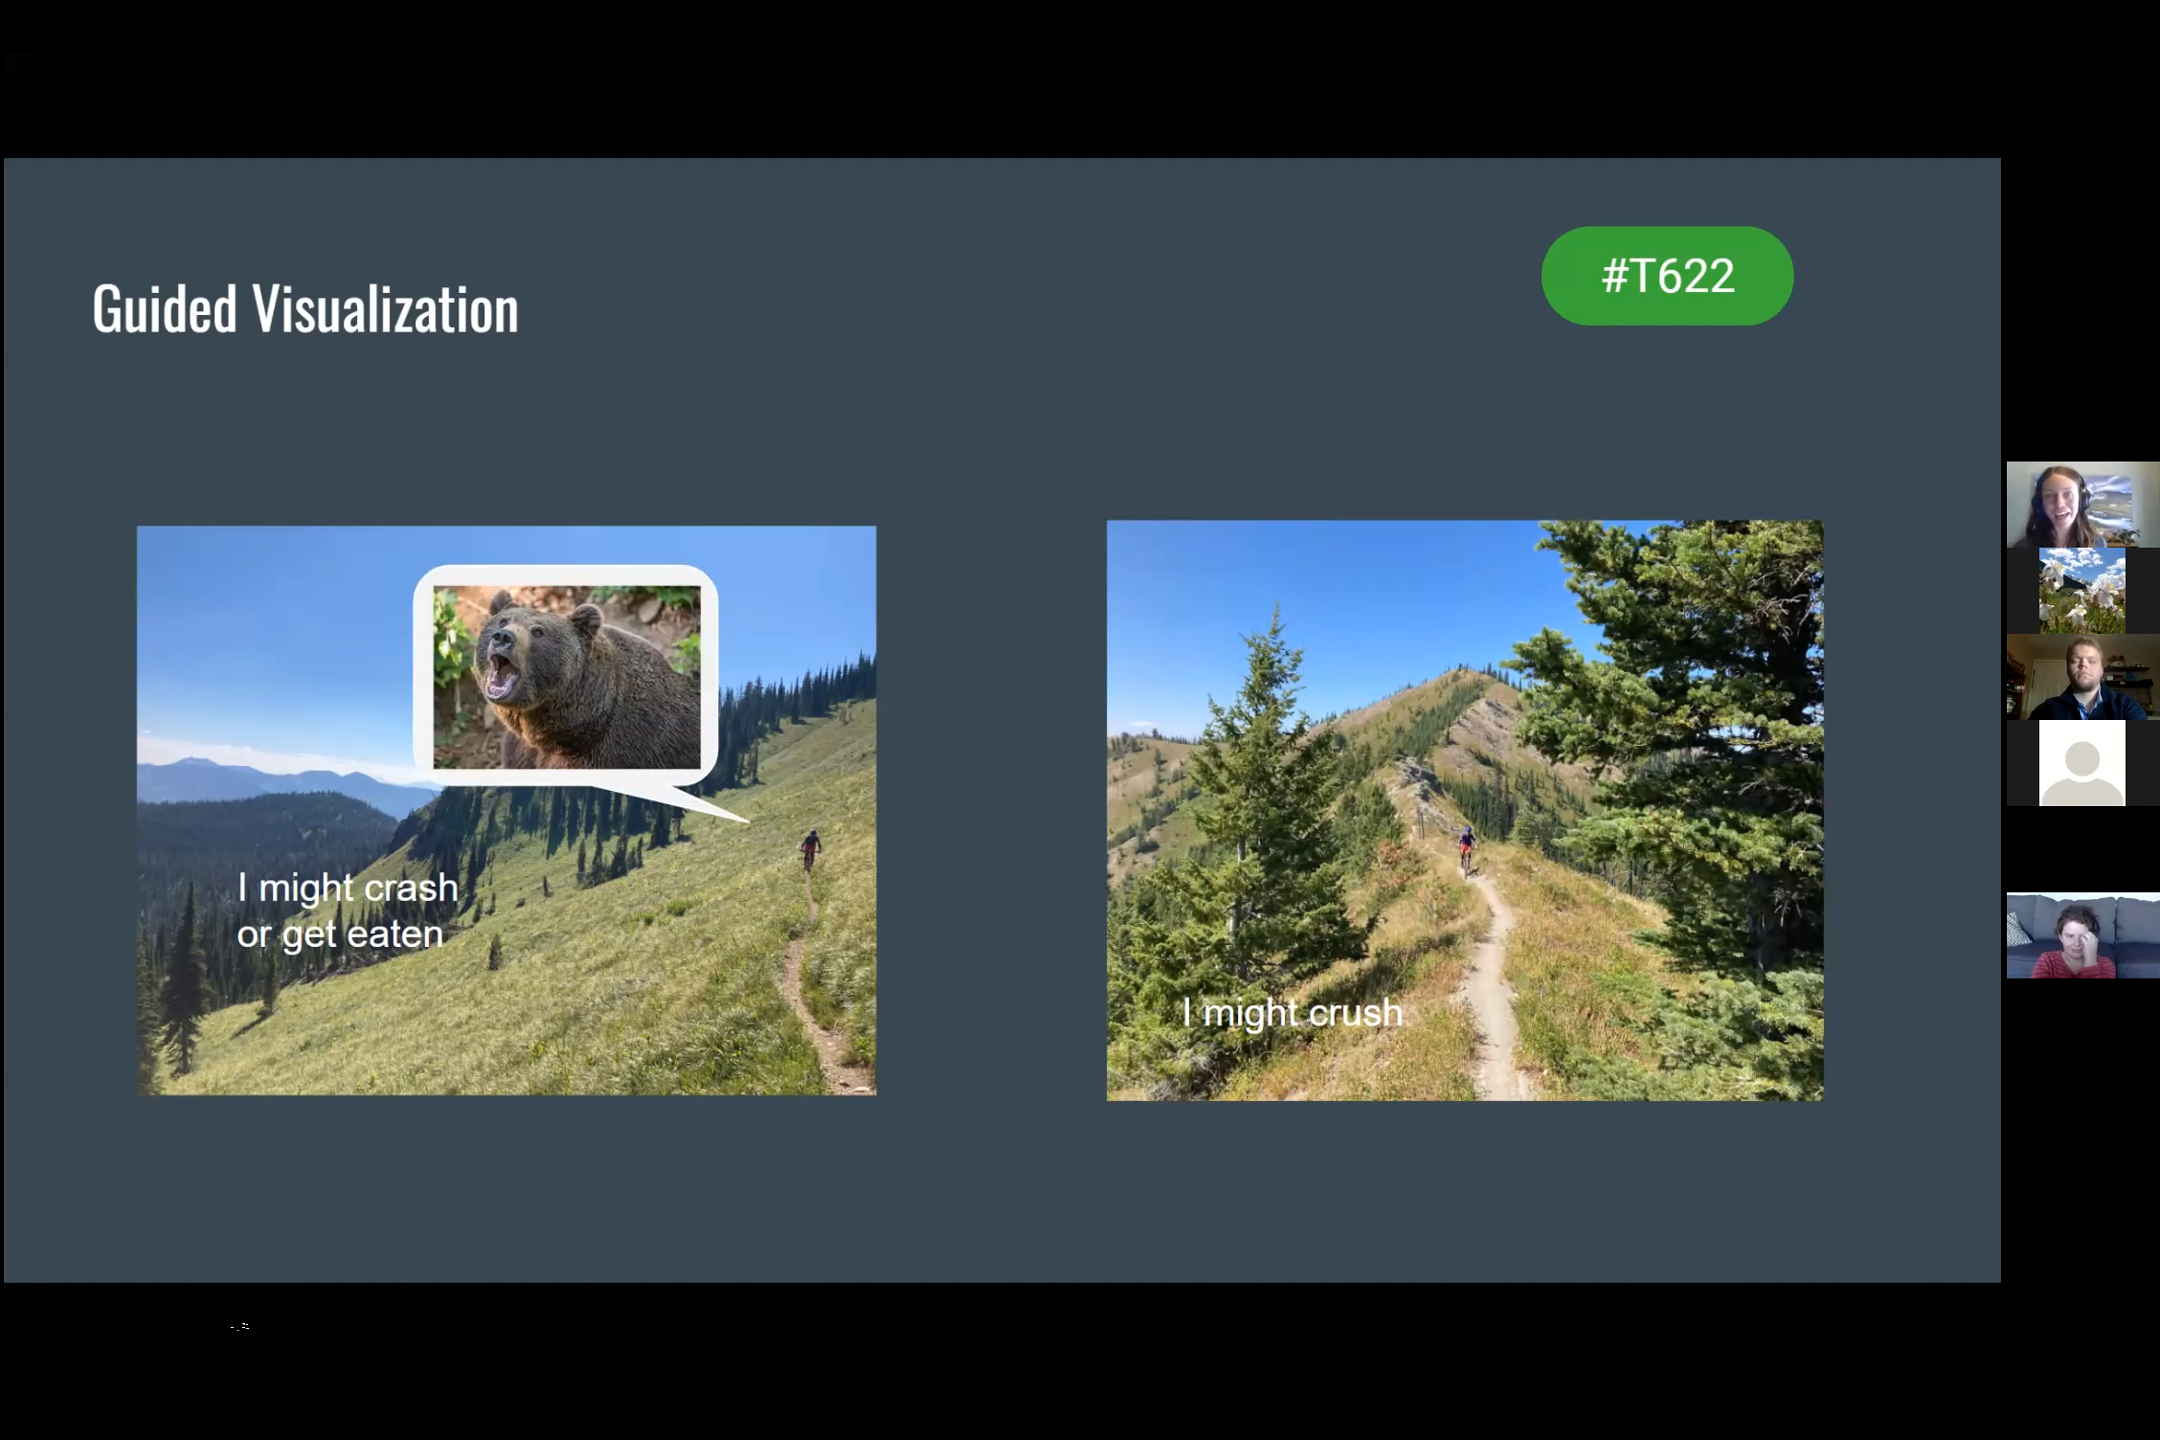 #T622
Guided Visualization
I might crash
or get eaten
I might crush